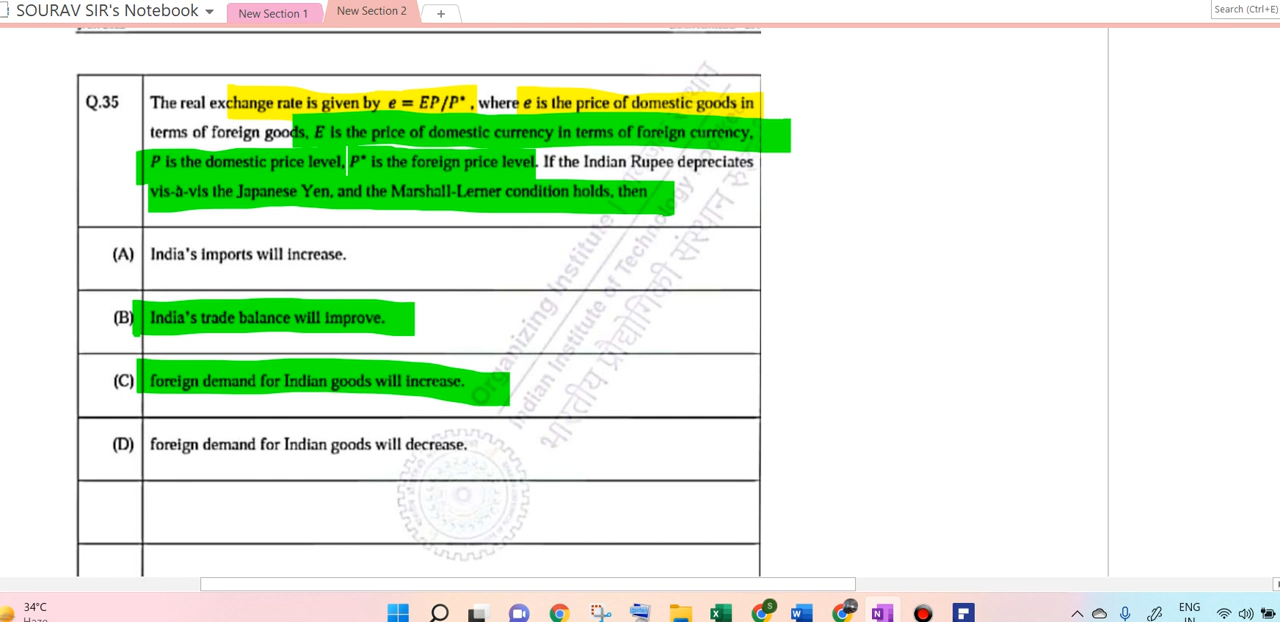 SOURAV SIR's Notebook
New Section 1
New Section 2
+
Search (Ctrl+E)
Q.35
The real exchange rate is given by e = EP/P*, where e is the price of domestic goods in
terms of foreign goods, E is the price of domestic currency in terms of foreign currency,
P is the domestic price level, P* is the foreign price level. If the Indian Rupee depreciates
vis-à-vis the Japanese Yen, and the Marshall-Lerner condition holds, then
(A) India's imports will increase.
(B) India's trade balance will improve.
(C) foreign demand for Indian goods will increase.
(D) foreign demand for Indian goods will decrease.
Organizing Institute
Indian Institute of Technology
भारतीय प्रौद्योगिकी संस्थान
34°C
Haze
ENG
IN